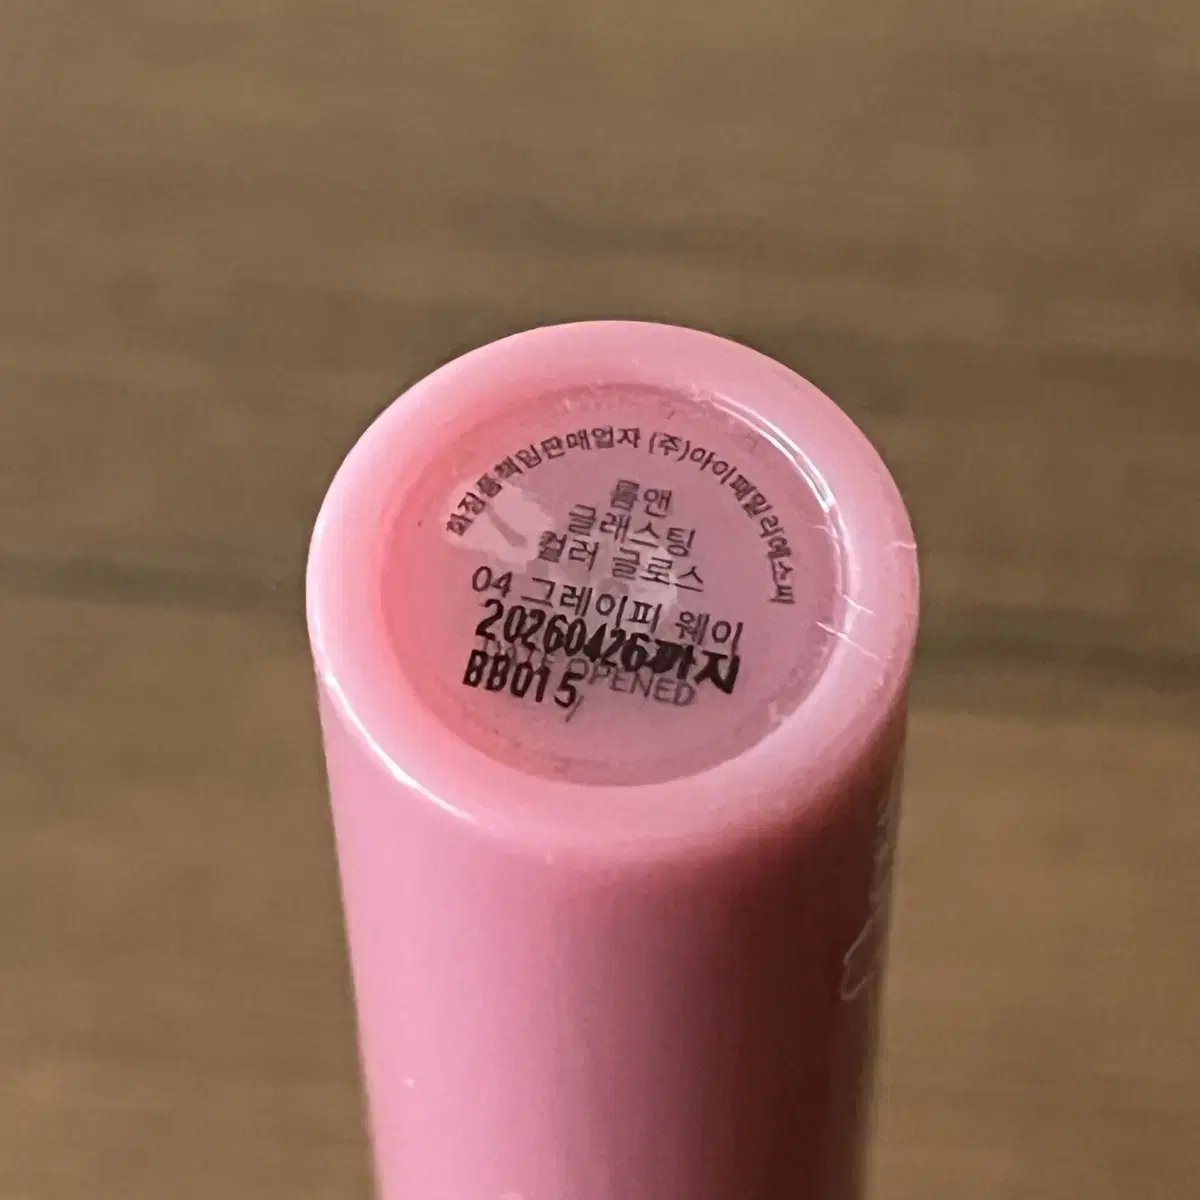 화장품책임판매업자 (주)아이패밀리에스씨
롬앤
글래스팅
컬러 글로스
04 그레이피 웨이
20260426까지
DATE OPENED
BB015
/